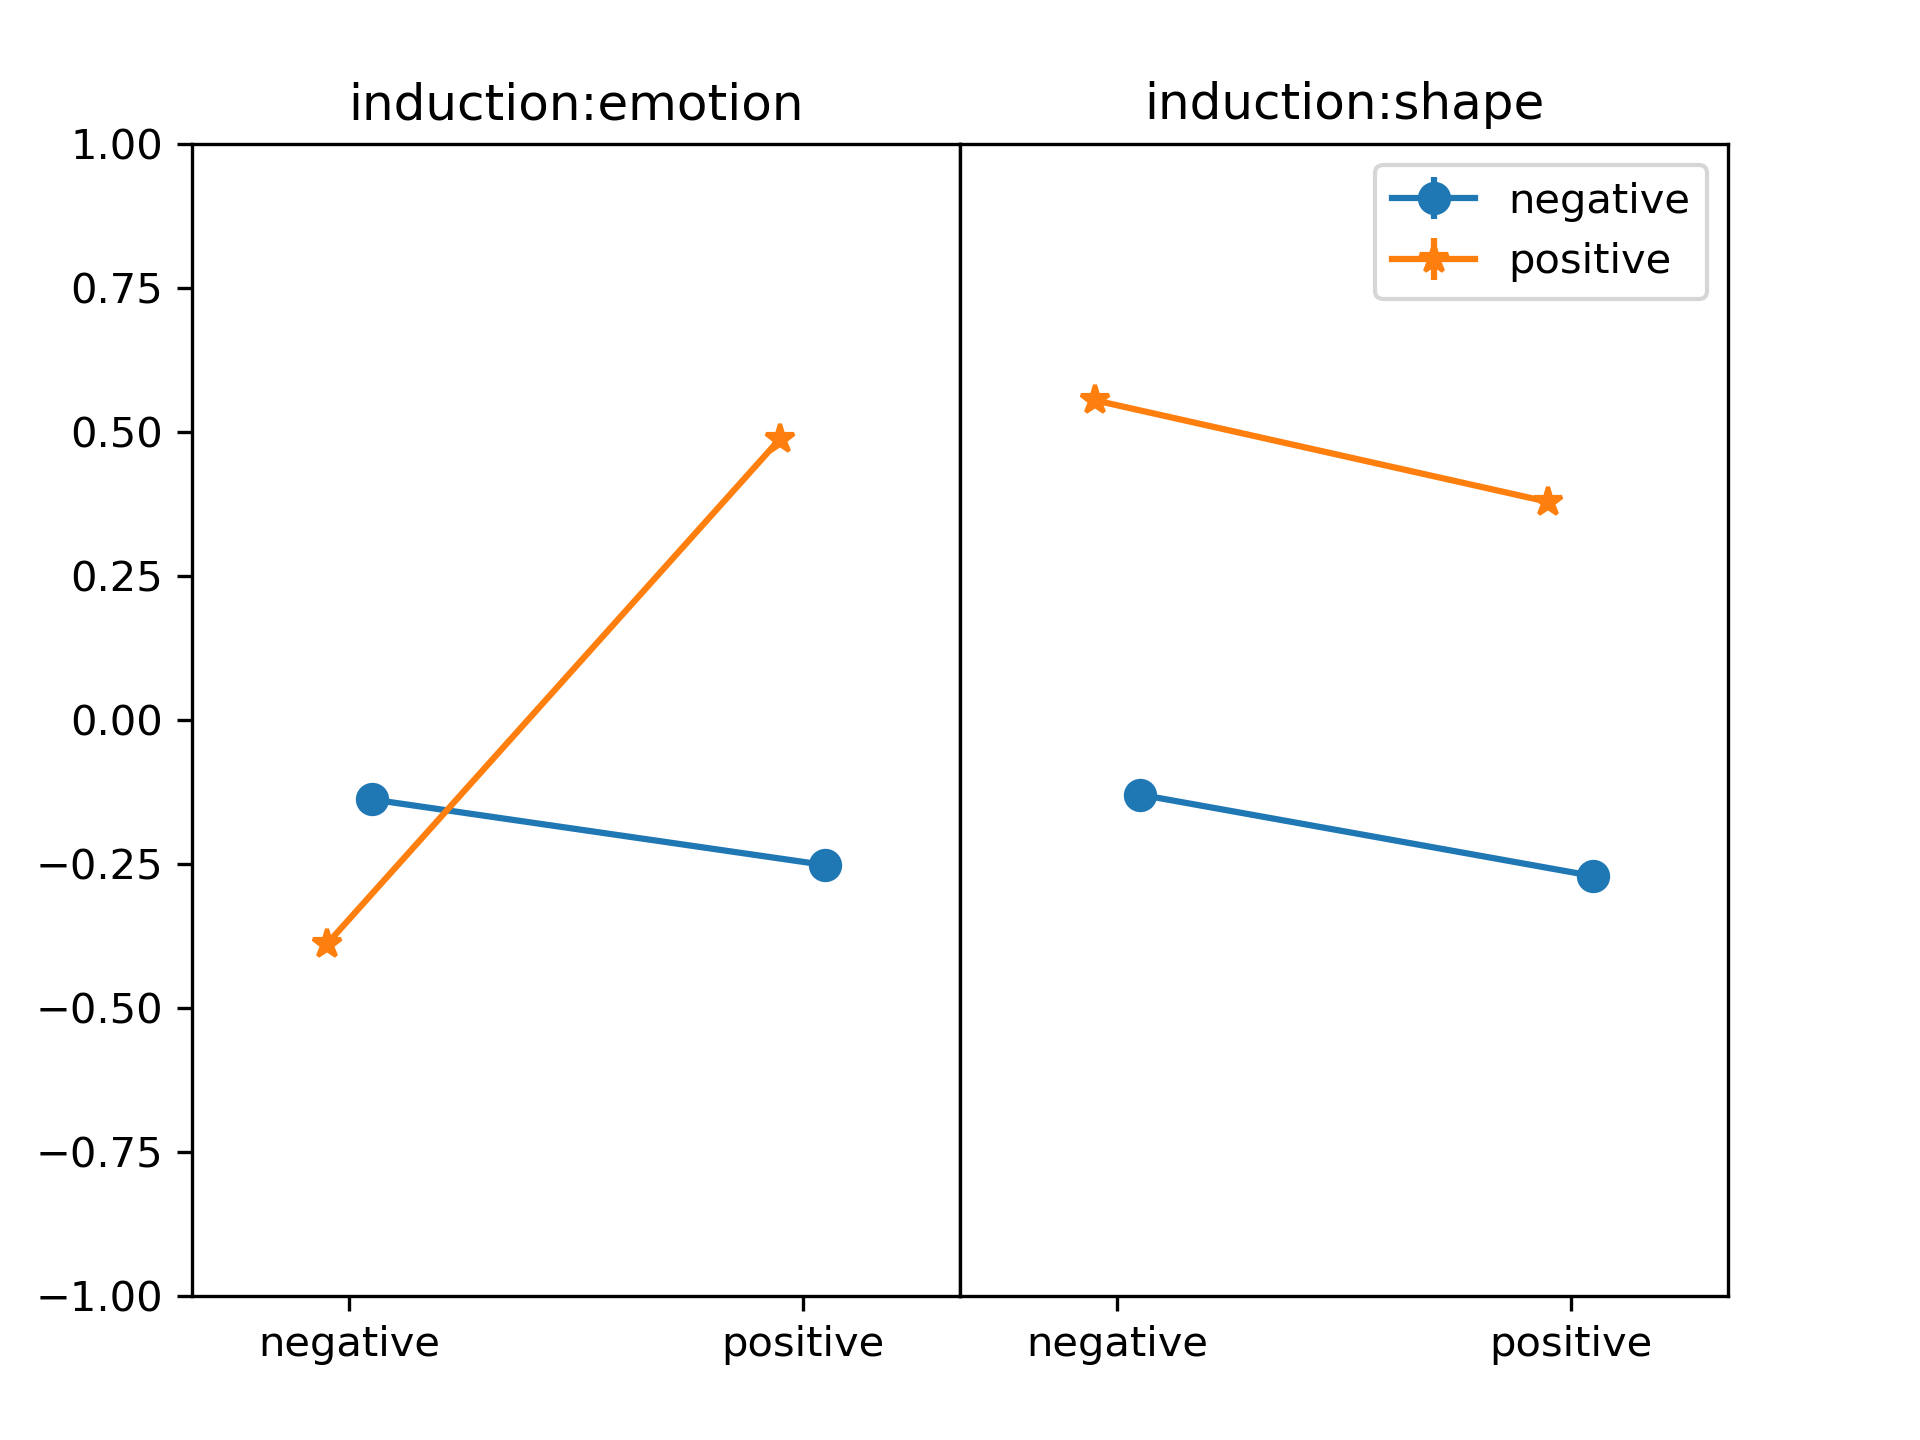 induction:emotion
induction:shape
1.00
0.75
0.50
0.25
0.00
−0.25
−0.50
−0.75
−1.00
negative
positive
negative
positive
negative
positive